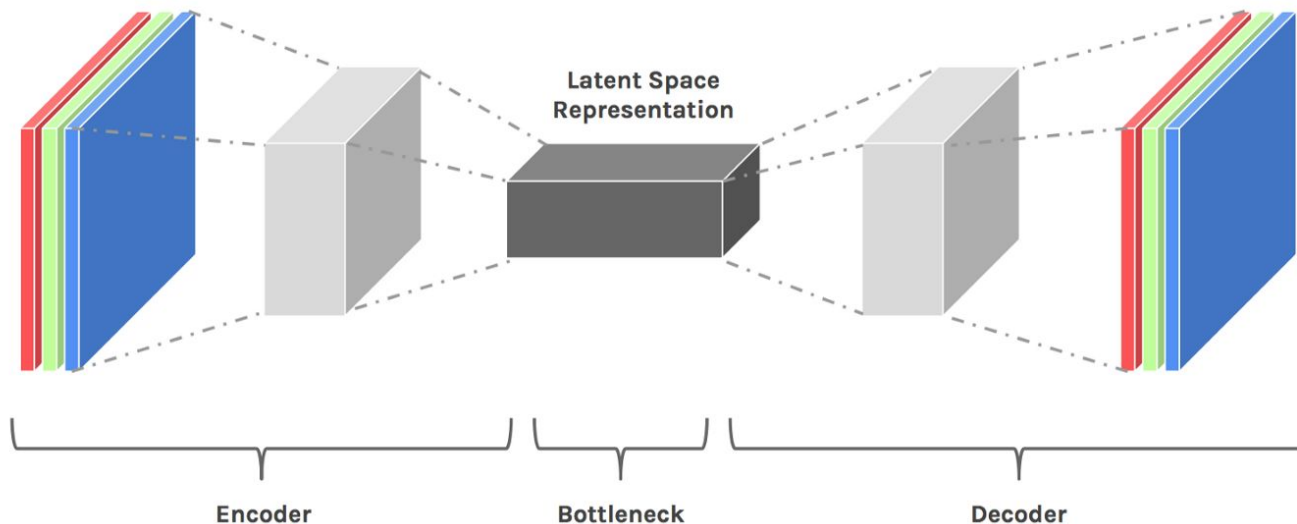 Latent Space
Representation
Encoder
Bottleneck
Decoder